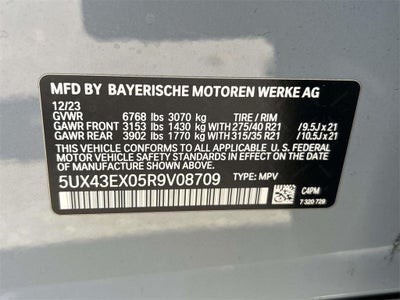 MFD BY BAYERISCHE MOTOREN WERKE AG
12/23
GVWR 6768 lbs 3070 kg TIRE / RIM
GAWR FRONT 3153 lbs 1430 kg WITH 275/40 R21 /9.5J x 21
GAWR REAR 3902 lbs 1770 kg WITH 315/35 R21 /10.5J x 21
THIS VEHICLE CONFORMS TO ALL APPLICABLE U.S. FEDERAL MOTOR
VEHICLE SAFETY STANDARDS IN EFFECT ON THE DATE
OF MANUFACTURE SHOWN ABOVE.
5UX43EX05R9V08709 TYPE: MPV C4PM
7 320 729